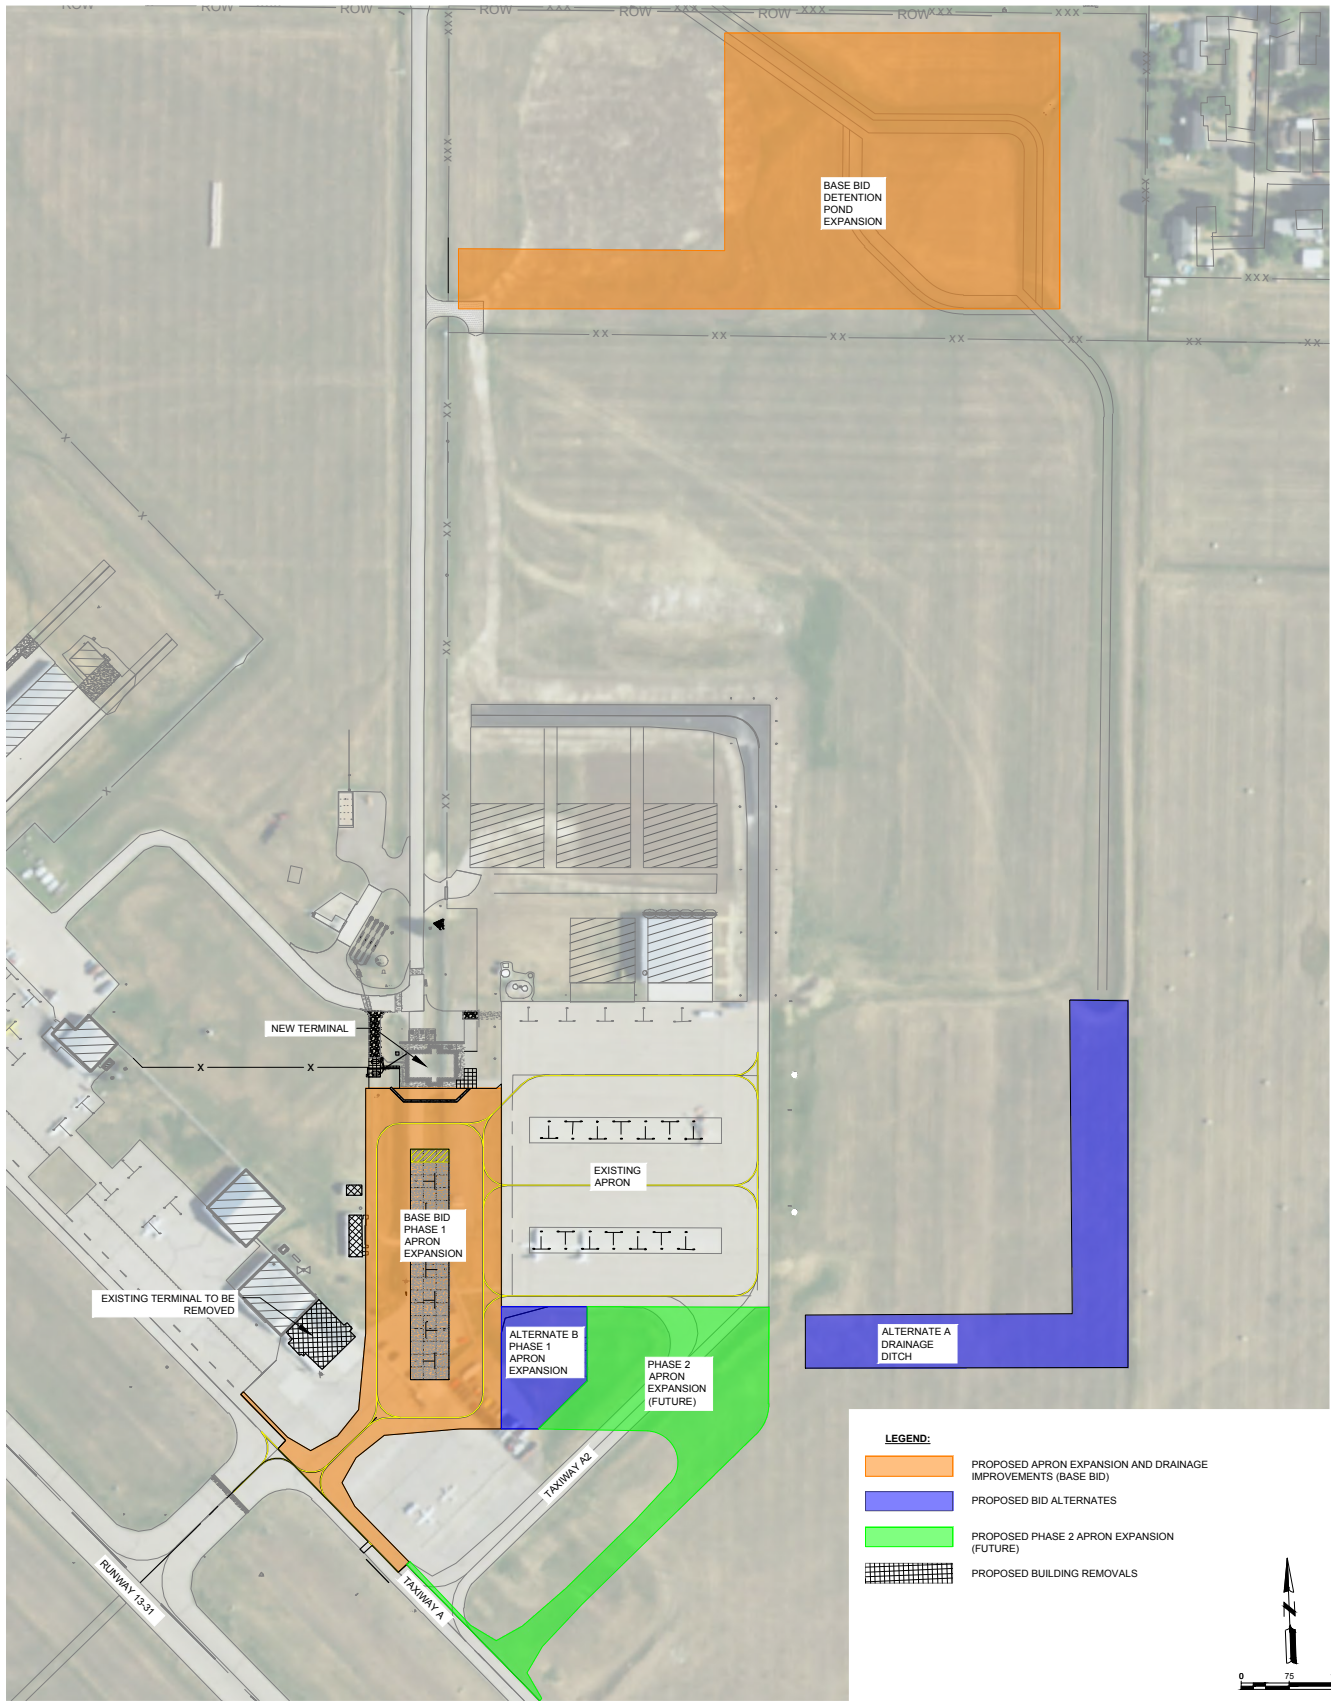 ROW ROW ROW ROW ROW ROW ROW
BASE BID
DETENTION
POND
EXPANSION
NEW TERMINAL
EXISTING
APRON
BASE BID
PHASE 1
APRON
EXPANSION
EXISTING TERMINAL TO BE
REMOVED
ALTERNATE B
PHASE 1
APRON
EXPANSION
PHASE 2
APRON
EXPANSION
(FUTURE)
ALTERNATE A
DRAINAGE
DITCH
TAXIWAY A2
TAXIWAY A
RUNWAY 13-31
LEGEND:
PROPOSED APRON EXPANSION AND DRAINAGE
IMPROVEMENTS (BASE BID)
PROPOSED BID ALTERNATES
PROPOSED PHASE 2 APRON EXPANSION
(FUTURE)
PROPOSED BUILDING REMOVALS
N
0 75